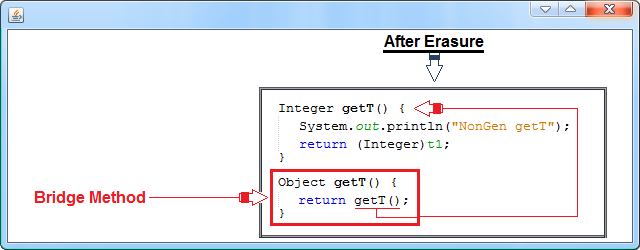 After Erasure
Integer getT() {
System.out.println("NonGen getT");
return (Integer)t1;
}
Object getT() {
Bridge Method
return getT();
}